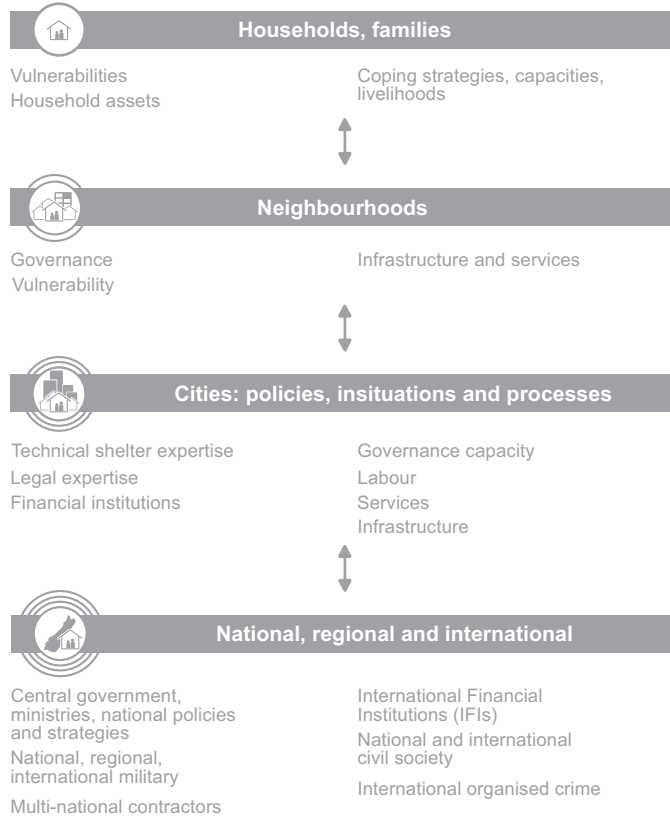 Households, families
Vulnerabilities
Household assets
Coping strategies, capacities,
livelihoods
Neighbourhoods
Governance
Vulnerability
Infrastructure and services
Cities: policies, insituations and processes
Technical shelter expertise
Legal expertise
Financial institutions
Governance capacity
Labour
Services
Infrastructure
National, regional and international
Central government,
ministries, national policies
and strategies
National, regional,
international military
Multi-national contractors
International Financial
Institutions (IFIs)
National and international
civil society
International organised crime